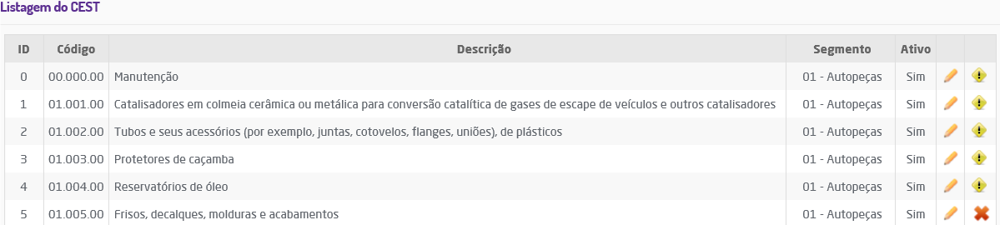 Listagem do CEST
ID Código Descrição Segmento Ativo
0 00.000.00 Manutenção 01 - Autopeças Sim
1 01.001.00 Catalisadores em colmeia cerâmica ou metálica para conversão catalítica de gases de escape de veículos e outros catalisadores 01 - Autopeças Sim
2 01.002.00 Tubos e seus acessórios (por exemplo, juntas, cotovelos, flanges, uniões), de plásticos 01 - Autopeças Sim
3 01.003.00 Protetores de caçamba 01 - Autopeças Sim
4 01.004.00 Reservatórios de óleo 01 - Autopeças Sim
5 01.005.00 Frisos, decalques, molduras e acabamentos 01 - Autopeças Sim